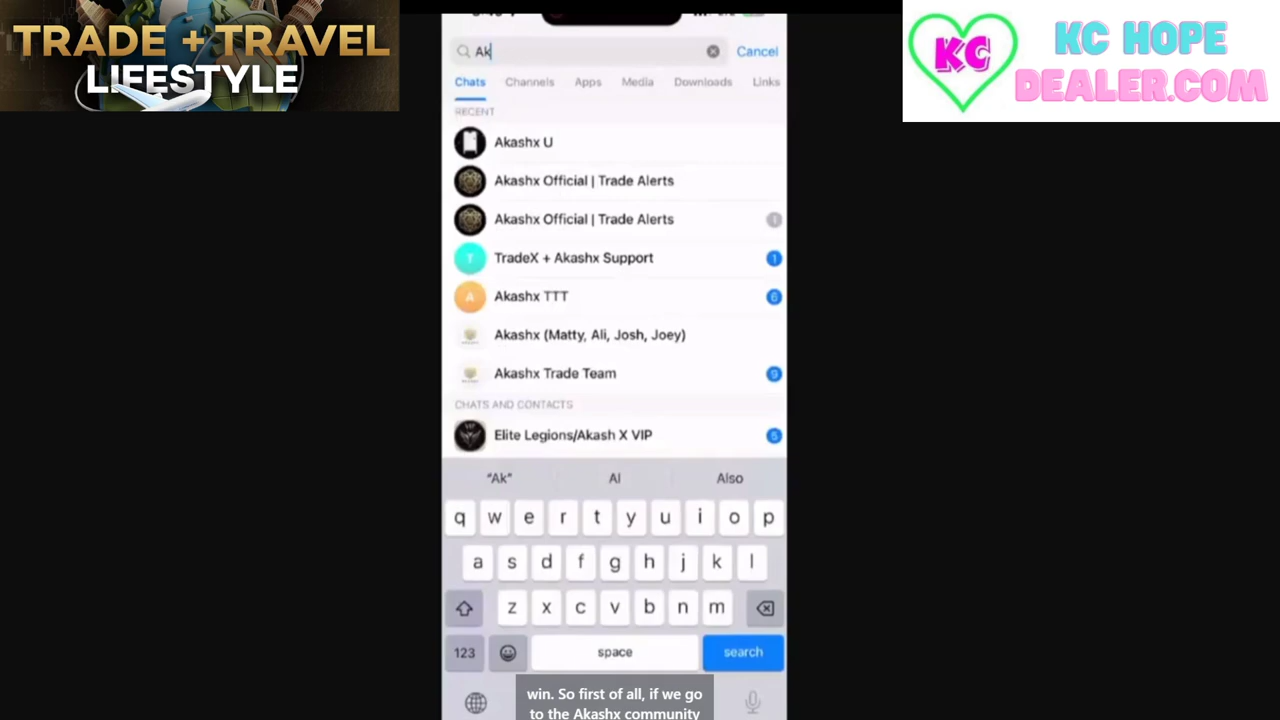 TRADE + TRAVEL
LIFESTYLE
KC
KC HOPE
DEALER.COM
Ak
Cancel
Chats Channels Apps Media Downloads Links
RECENT
Akashx U
Akashx Official | Trade Alerts
Akashx Official | Trade Alerts 1
T TradeX + Akashx Support 1
A Akashx TTT 6
Akashx (Matty, Ali, Josh, Joey)
Akashx Trade Team 9
CHATS AND CONTACTS
Elite Legions/Akash X VIP 5
"Ak" AI Also
q w e r t y u i o p
a s d f g h j k l
z x c v b n m
123 space search
win. So first of all, if we go
to the Akashx community